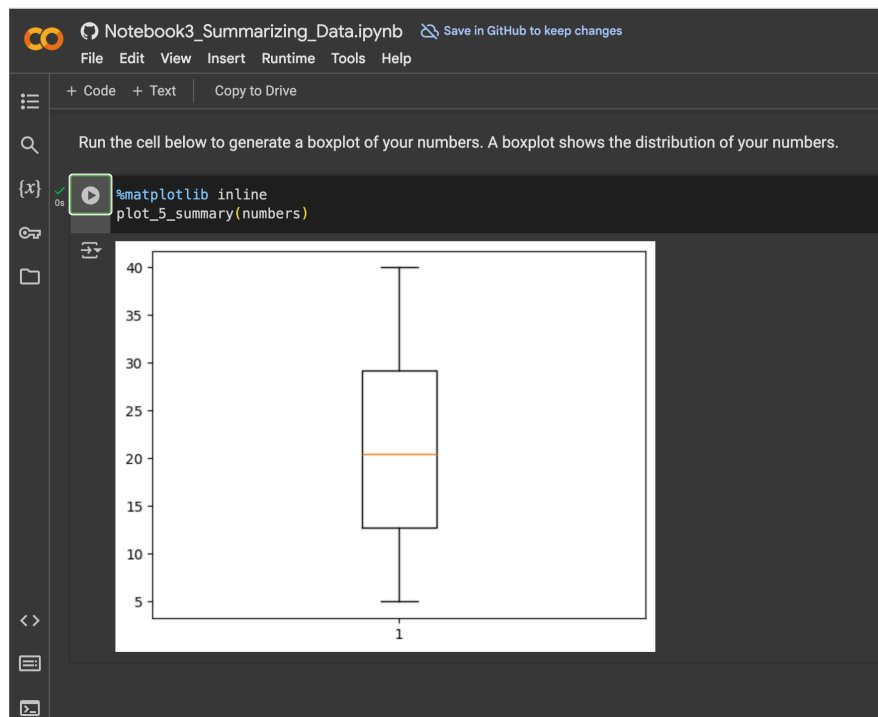 Notebook3_Summarizing_Data.ipynb Save in GitHub to keep changes
File Edit View Insert Runtime Tools Help
+ Code + Text Copy to Drive
Run the cell below to generate a boxplot of your numbers. A boxplot shows the distribution of your numbers.
{x}
0s
%matplotlib inline
plot_5_summary(numbers)
40
35
30
25
20
15
10
5
1